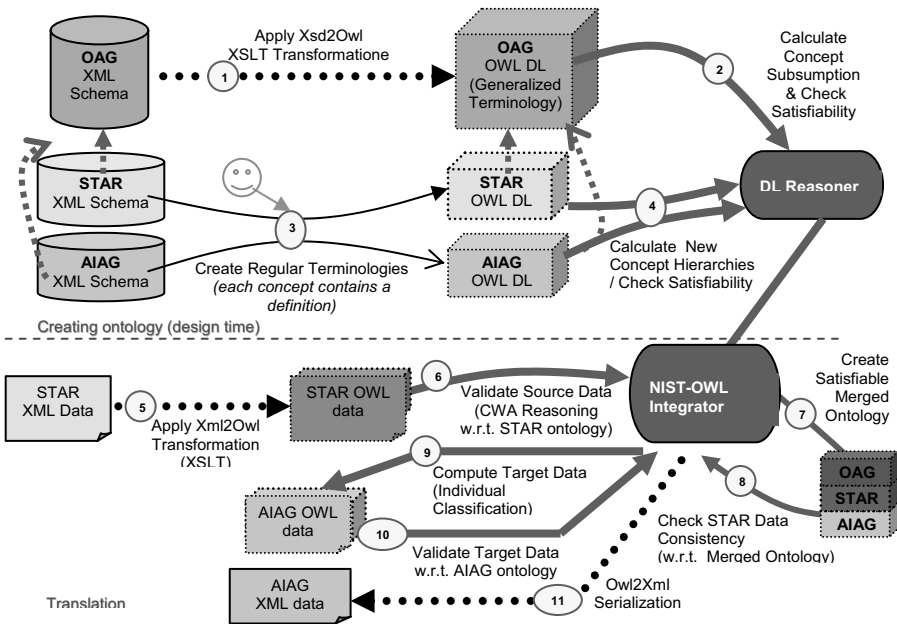 OAG
XML
Schema
Apply Xsd2Owl
XSLT Transformatione
1
OAG
OWL DL
(Generalized
Terminology)
2
Calculate
Concept
Subsumption
& Check
Satisfiability
STAR
XML Schema
STAR
OWL DL
DL Reasoner
3
4
AIAG
XML Schema
Create Regular Terminologies
(each concept contains a
definition)
AIAG
OWL DL
Calculate New
Concept Hierarchies
/ Check Satisfiability
Creating ontology (design time)
STAR
XML Data
5
Apply Xml2Owl
Transformation
(XSLT)
STAR OWL
data
6
Validate Source Data
(CWA Reasoning
w.r.t. STAR ontology)
NIST-OWL
Integrator
Create
Satisfiable
Merged
Ontology
7
9
Compute Target Data
(Individual
Classification)
8
OAG
STAR
AIAG
AIAG OWL
data
10
Validate Target Data
w.r.t. AIAG ontology
Check STAR Data
Consistency
(w.r.t. Merged Ontology)
AIAG
XML data
11
Owl2Xml
Serialization
Translation